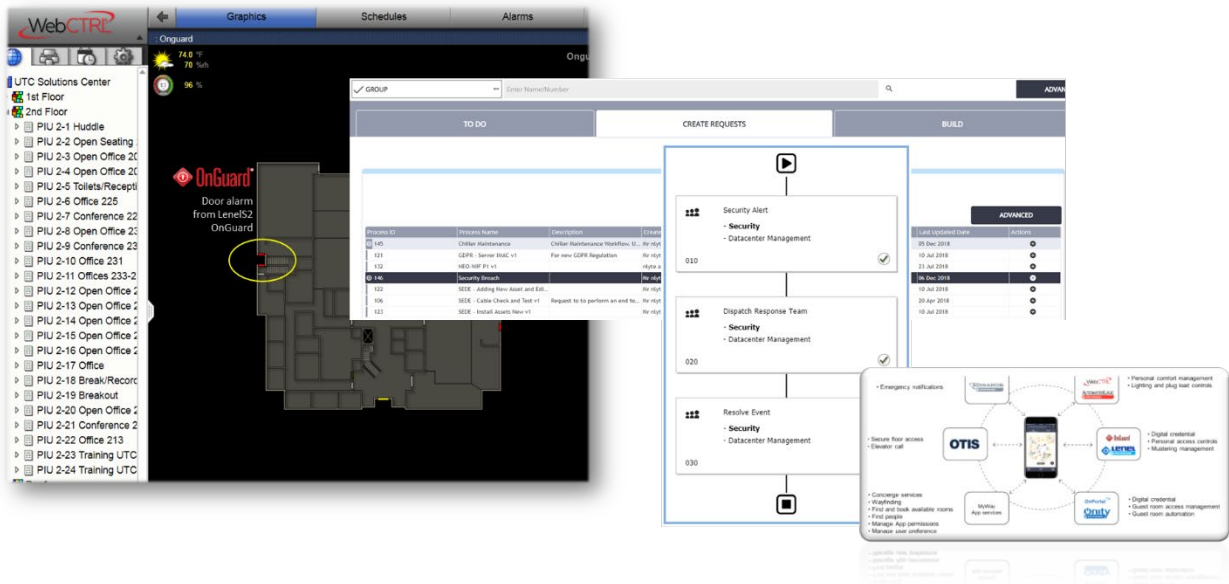 WebCTRL
Graphics
Schedules
Alarms
: Onguard
74.0 °F
70 %rh
96 %
UTC Solutions Center
1st Floor
2nd Floor
PIU 2-1 Huddle
PIU 2-2 Open Seating
PIU 2-3 Open Office 20
PIU 2-4 Open Office 20
PIU 2-5 Toilets/Recepti
PIU 2-6 Office 225
PIU 2-7 Conference 22
PIU 2-8 Open Office 23
PIU 2-9 Conference 23
PIU 2-10 Office 231
PIU 2-11 Offices 233-2
PIU 2-12 Open Office 2
PIU 2-13 Open Office 2
PIU 2-14 Open Office 2
PIU 2-15 Open Office 2
PIU 2-16 Open Office 2
PIU 2-17 Office
PIU 2-18 Break/Record
PIU 2-19 Breakout
PIU 2-20 Open Office 2
PIU 2-21 Conference 2
PIU 2-22 Office 213
PIU 2-23 Training UTC
PIU 2-24 Training UTC
OnGuard
Door alarm
from LenelS2
OnGuard
GROUP
Enter Name/Number
ADVAN
TO DO
CREATE REQUESTS
BUILD
ADVANCED
Process ID Process Name Description Create Last Updated Date Actions
145 Chiller Maintenance Chiller Maintenance Workflow. U... 05 Dec 2018
121 GDPR - Server IMAC v1 For new GDPR Regulation 10 Jul 2018
132 NEO-NIF P1 v1 23 Jul 2018
146 Security Breach 06 Dec 2018
122 SEDE - Adding New Asset and Edi... 10 Jul 2018
106 SEDE - Cable Check and Test v1 Request to to perform an end to... 20 Apr 2018
123 SEDE - Install Assets New v1 10 Jul 2018
Security Alert
- Security
- Datacenter Management
010
Dispatch Response Team
- Security
- Datacenter Management
020
Resolve Event
- Security
- Datacenter Management
030
• Emergency notifications
WebCTRL
AutomatedLogic
• Personal comfort management
• Lighting and plug load controls
• Secure floor access
• Elevator call
OTIS
OnGuard
LENEL
• Digital credential
• Personal access controls
• Mustering management
• Concierge services
• Wayfinding
• Find and book available rooms
• Find people
• Manage App permissions
• Manage user preference
MyWay
App services
OnPortal™
Onity
• Digital credential
• Guest room access management
• Guest room automation